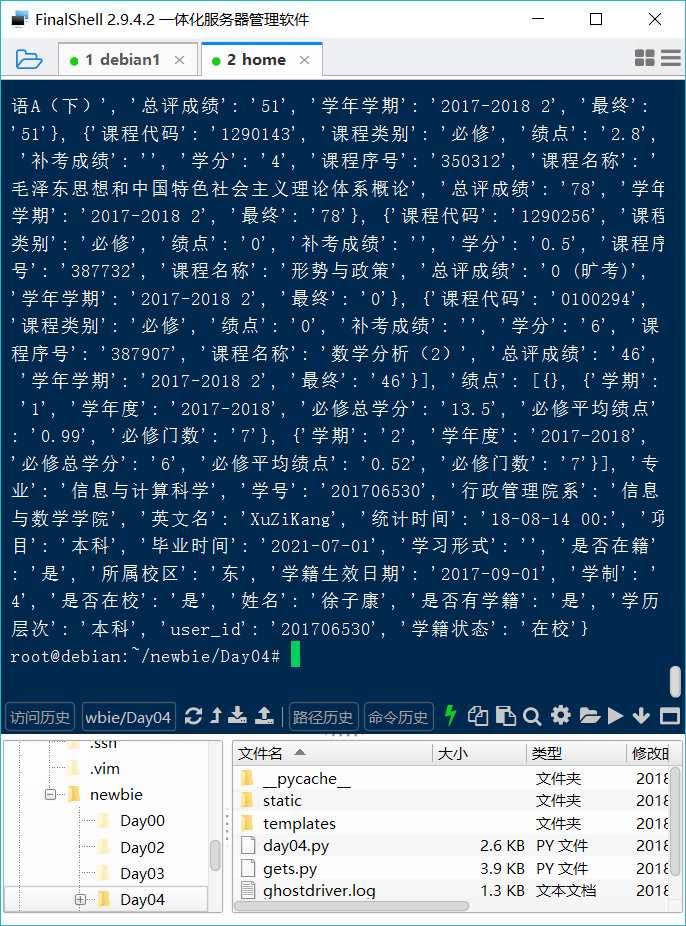 FinalShell 2.9.4.2 一体化服务器管理软件
1 debian1
2 home
语A（下）', '总评成绩': '51', '学年学期': '2017-2018 2', '最终':
'51'}, {'课程代码': '1290143', '课程类别': '必修', '绩点': '2.8',
'补考成绩': '', '学分': '4', '课程序号': '350312', '课程名称': '
毛泽东思想和中国特色社会主义理论体系概论', '总评成绩': '78', '学年
学期': '2017-2018 2', '最终': '78'}, {'课程代码': '1290256', '课程
类别': '必修', '绩点': '0', '补考成绩': '', '学分': '0.5', '课程序
号': '387732', '课程名称': '形势与政策', '总评成绩': '0 (旷考)',
'学年学期': '2017-2018 2', '最终': '0'}, {'课程代码': '0100294',
'课程类别': '必修', '绩点': '0', '补考成绩': '', '学分': '6', '课
程序号': '387907', '课程名称': '数学分析（2）', '总评成绩': '46',
'学年学期': '2017-2018 2', '最终': '46'}], '绩点': [{}, {'学期':
'1', '学年度': '2017-2018', '必修总学分': '13.5', '必修平均绩点'
: '0.99', '必修门数': '7'}, {'学期': '2', '学年度': '2017-2018',
'必修总学分': '6', '必修平均绩点': '0.52', '必修门数': '7'}], '专
业': '信息与计算科学', '学号': '201706530', '行政管理院系': '信息
与数学学院', '英文名': 'XuZiKang', '统计时间': '18-08-14 00:', '项
目': '本科', '毕业时间': '2021-07-01', '学习形式': '', '是否在籍'
: '是', '所属校区': '东', '学籍生效日期': '2017-09-01', '学制': '
4', '是否在校': '是', '姓名': '徐子康', '是否有学籍': '是', '学历
层次': '本科', 'user_id': '201706530', '学籍状态': '在校'}
root@debian:~/newbie/Day04#
访问历史 wbie/Day04 路径历史 命令历史
.ssh
.vim
newbie
Day00
Day02
Day03
Day04
文件名 大小 类型 修改
__pycache__ 文件夹 2018
static 文件夹 2018
templates 文件夹 2018
day04.py 2.6 KB PY 文件 2018
gets.py 3.9 KB PY 文件 2018
ghostdriver.log 1.3 KB 文本文档 2018